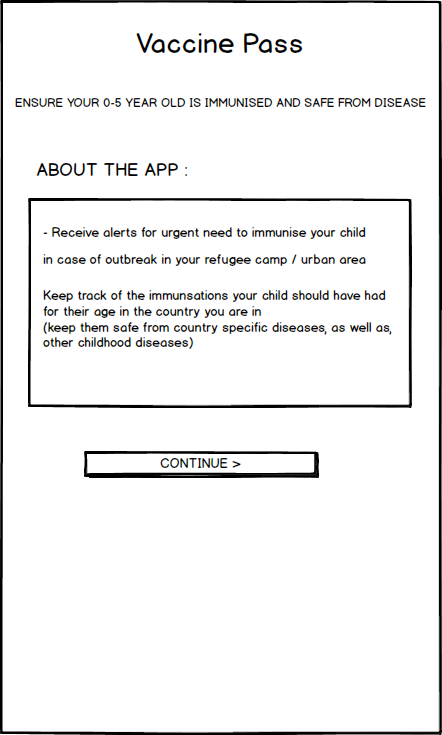 Vaccine Pass
ENSURE YOUR 0-5 YEAR OLD IS IMMUNISED AND SAFE FROM DISEASE
ABOUT THE APP :
- Receive alerts for urgent need to immunise your child
in case of outbreak in your refugee camp / urban area
Keep track of the immunsations your child should have had
for their age in the country you are in
(keep them safe from country specific diseases, as well as,
other childhood diseases)
CONTINUE >